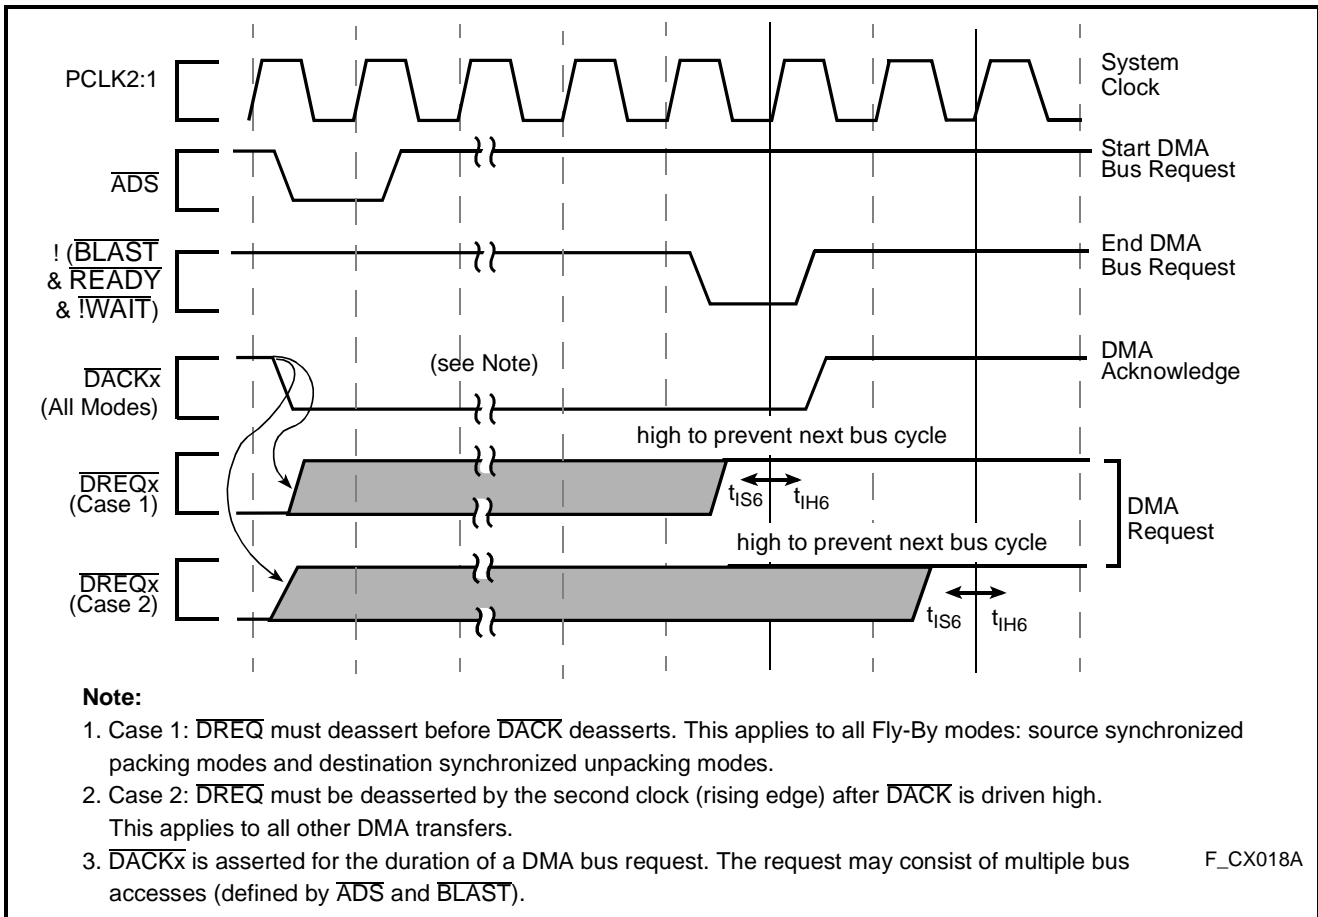 PCLK2:1
System
Clock
ADS
Start DMA
Bus Request
! (BLAST
& READY
& !WAIT)
End DMA
Bus Request
DACKx
(All Modes)
(see Note)
DMA
Acknowledge
high to prevent next bus cycle
DREQx
(Case 1)
tIS6
tIH6
DMA
Request
high to prevent next bus cycle
DREQx
(Case 2)
tIS6
tIH6
Note:
1. Case 1: DREQ must deassert before DACK deasserts. This applies to all Fly-By modes: source synchronized
packing modes and destination synchronized unpacking modes.
2. Case 2: DREQ must be deasserted by the second clock (rising edge) after DACK is driven high.
This applies to all other DMA transfers.
3. DACKx is asserted for the duration of a DMA bus request. The request may consist of multiple bus
accesses (defined by ADS and BLAST).
F_CX018A